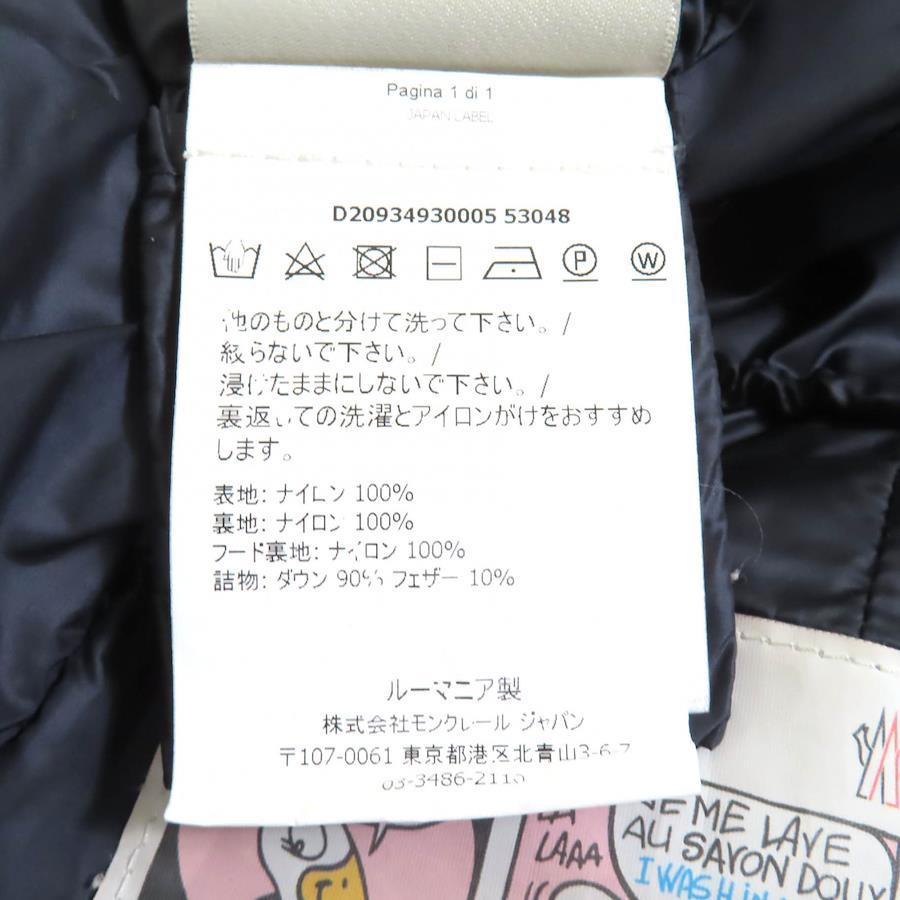 Pagina 1 di 1
JAPAN LABEL
D20934930005 53048
P
W
他のものと分けて洗って下さい。/
絞らないで下さい。/
浸けたままにしないで下さい。/
裏返しての洗濯とアイロンがけをおすすめ
します。
表地: ナイロン 100%
裏地: ナイロン 100%
フード裏地: ナイロン 100%
詰物: ダウン 90% フェザー 10%
ルーマニア製
株式会社モンクレール ジャパン
〒107-0061 東京都港区北青山3-6-7
03-3486-2110
LAAA
NE ME LAVE
AU SAVON DOUX
I WASH